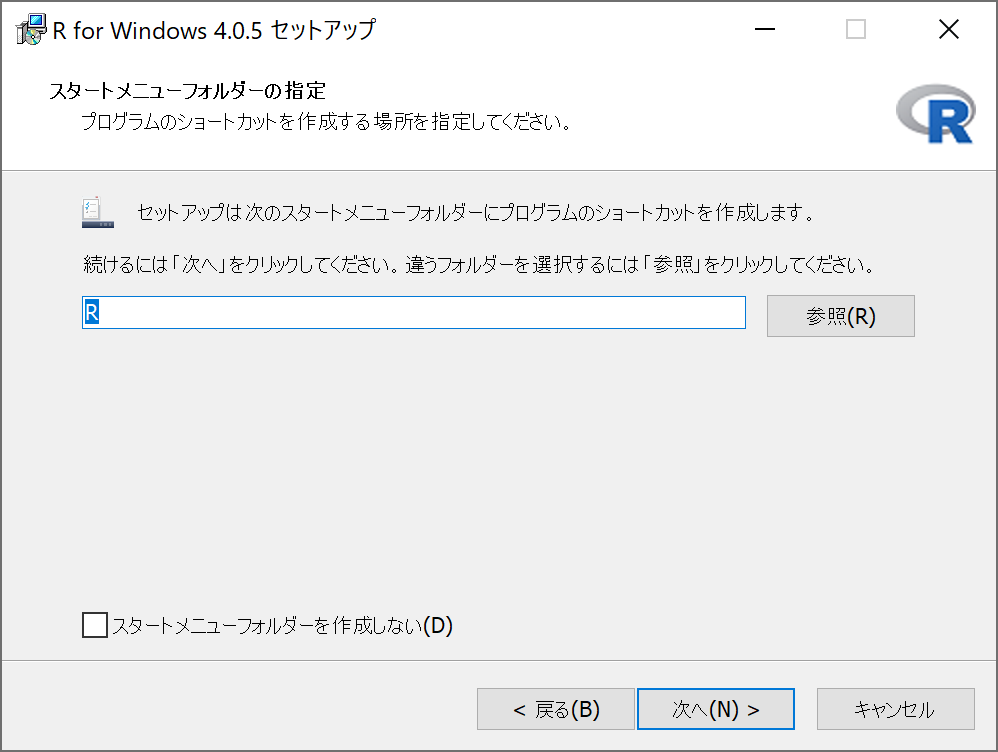 R for Windows 4.0.5 セットアップ
スタートメニューフォルダーの指定
プログラムのショートカットを作成する場所を指定してください。
R
セットアップは次のスタートメニューフォルダーにプログラムのショートカットを作成します。
続けるには「次へ」をクリックしてください。違うフォルダーを選択するには「参照」をクリックしてください。
R
参照(R)
スタートメニューフォルダーを作成しない(D)
< 戻る(B)
次へ(N) >
キャンセル